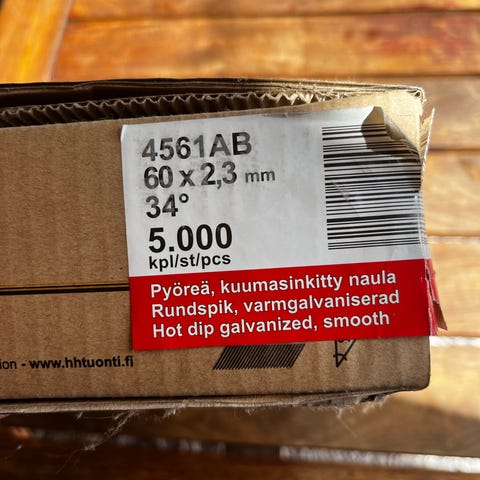 4561AB
60 x 2,3 mm
34°
5.000
kpl/st/pcs
Pyöreä, kuumasinkitty naula
Rundspik, varmgalvaniserad
Hot dip galvanized, smooth
- www.hhtuonti.fi